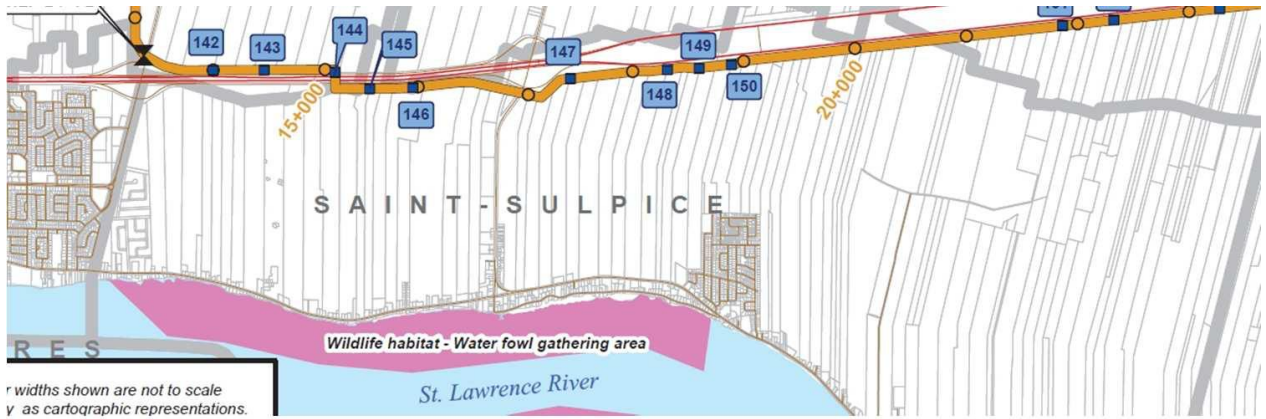 142
143
144
145
146
147
148
149
150
15+000
20+000
SAINT-SULPICE
Wildlife habitat - Water fowl gathering area
St. Lawrence River
RES
r widths shown are not to scale
y as cartographic representations.